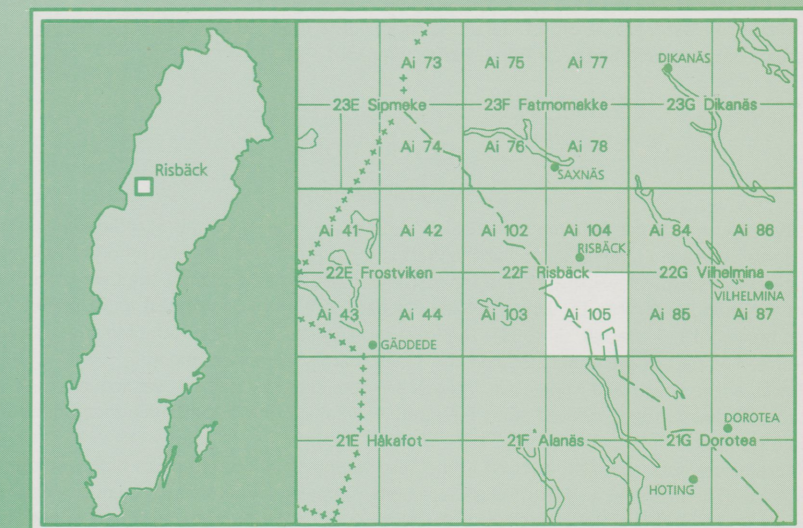 Risbäck
Ai 73 Ai 75 Ai 77 DIKANÄS
23E Sipmeke 23F Fatmomakke 23G Dikanäs
Ai 74 Ai 76 Ai 78
SAXNÄS
Ai 41 Ai 42 Ai 102 Ai 104 Ai 84 Ai 86
RISBÄCK
22E Frostviken 22F Risbäck 22G Vilhelmina
VILHELMINA
Ai 43 Ai 44 Ai 103 Ai 105 Ai 85 Ai 87
GÄDDEDE
DOROTEA
21E Håkafot 21F Alanäs 21G Dorotea
HOTING